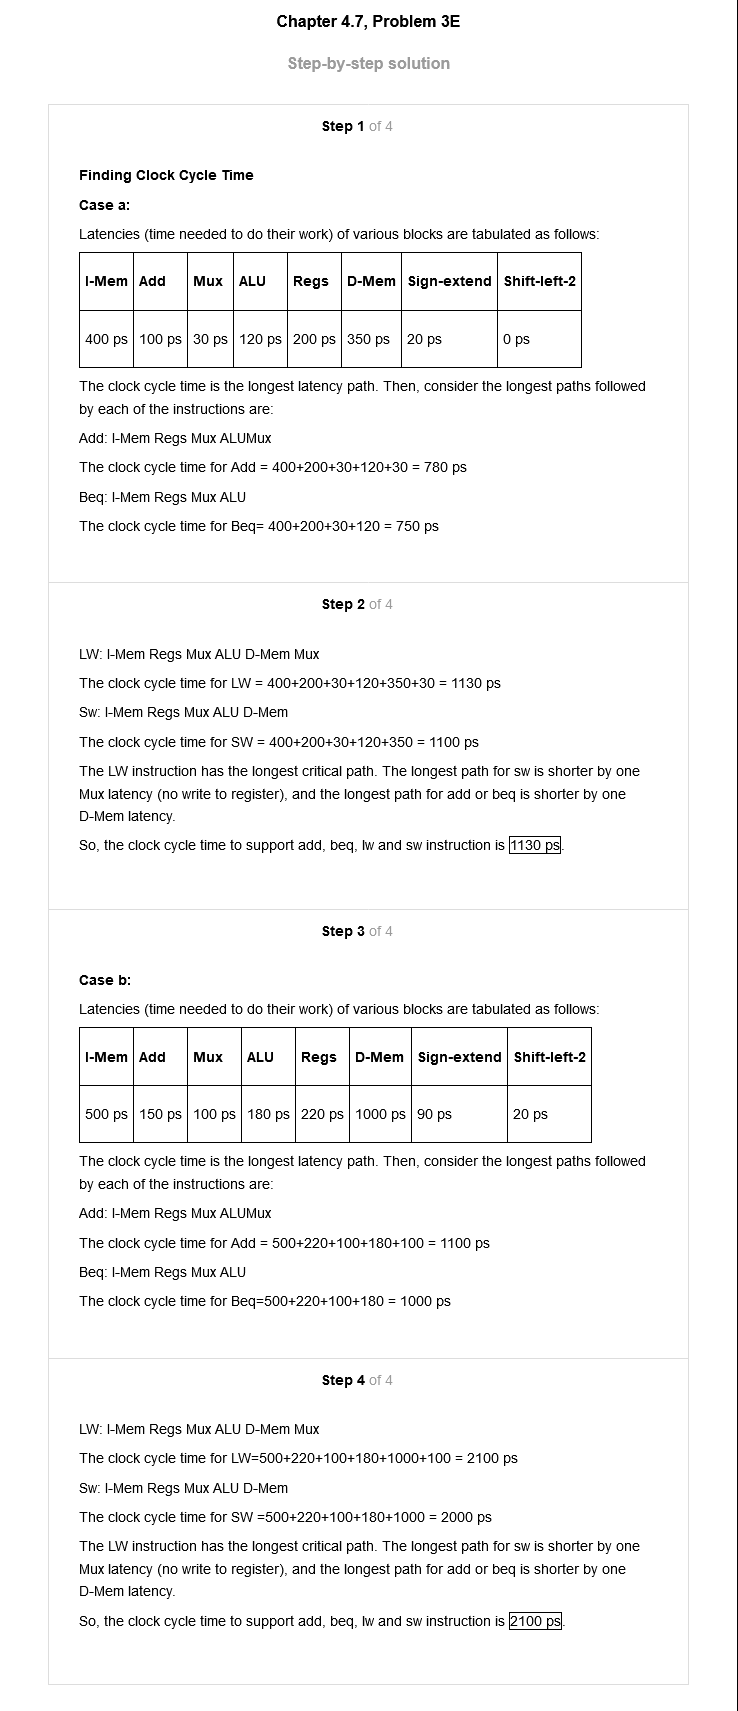 Chapter 4.7, Problem 3E
Step-by-step solution
Step 1 of 4
Finding Clock Cycle Time
Case a:
Latencies (time needed to do their work) of various blocks are tabulated as follows:
I-Mem Add Mux ALU Regs D-Mem Sign-extend Shift-left-2
400 ps 100 ps 30 ps 120 ps 200 ps 350 ps 20 ps 0 ps
The clock cycle time is the longest latency path. Then, consider the longest paths followed
by each of the instructions are:
Add: I-Mem Regs Mux ALUMux
The clock cycle time for Add = 400+200+30+120+30 = 780 ps
Beq: I-Mem Regs Mux ALU
The clock cycle time for Beq= 400+200+30+120 = 750 ps
Step 2 of 4
LW: I-Mem Regs Mux ALU D-Mem Mux
The clock cycle time for LW = 400+200+30+120+350+30 = 1130 ps
Sw: I-Mem Regs Mux ALU D-Mem
The clock cycle time for SW = 400+200+30+120+350 = 1100 ps
The LW instruction has the longest critical path. The longest path for sw is shorter by one
Mux latency (no write to register), and the longest path for add or beq is shorter by one
D-Mem latency.
So, the clock cycle time to support add, beq, lw and sw instruction is 1130 ps.
Step 3 of 4
Case b:
Latencies (time needed to do their work) of various blocks are tabulated as follows:
I-Mem Add Mux ALU Regs D-Mem Sign-extend Shift-left-2
500 ps 150 ps 100 ps 180 ps 220 ps 1000 ps 90 ps 20 ps
The clock cycle time is the longest latency path. Then, consider the longest paths followed
by each of the instructions are:
Add: I-Mem Regs Mux ALUMux
The clock cycle time for Add = 500+220+100+180+100 = 1100 ps
Beq: I-Mem Regs Mux ALU
The clock cycle time for Beq=500+220+100+180 = 1000 ps
Step 4 of 4
LW: I-Mem Regs Mux ALU D-Mem Mux
The clock cycle time for LW=500+220+100+180+1000+100 = 2100 ps
Sw: I-Mem Regs Mux ALU D-Mem
The clock cycle time for SW =500+220+100+180+1000 = 2000 ps
The LW instruction has the longest critical path. The longest path for sw is shorter by one
Mux latency (no write to register), and the longest path for add or beq is shorter by one
D-Mem latency.
So, the clock cycle time to support add, beq, lw and sw instruction is 2100 ps.